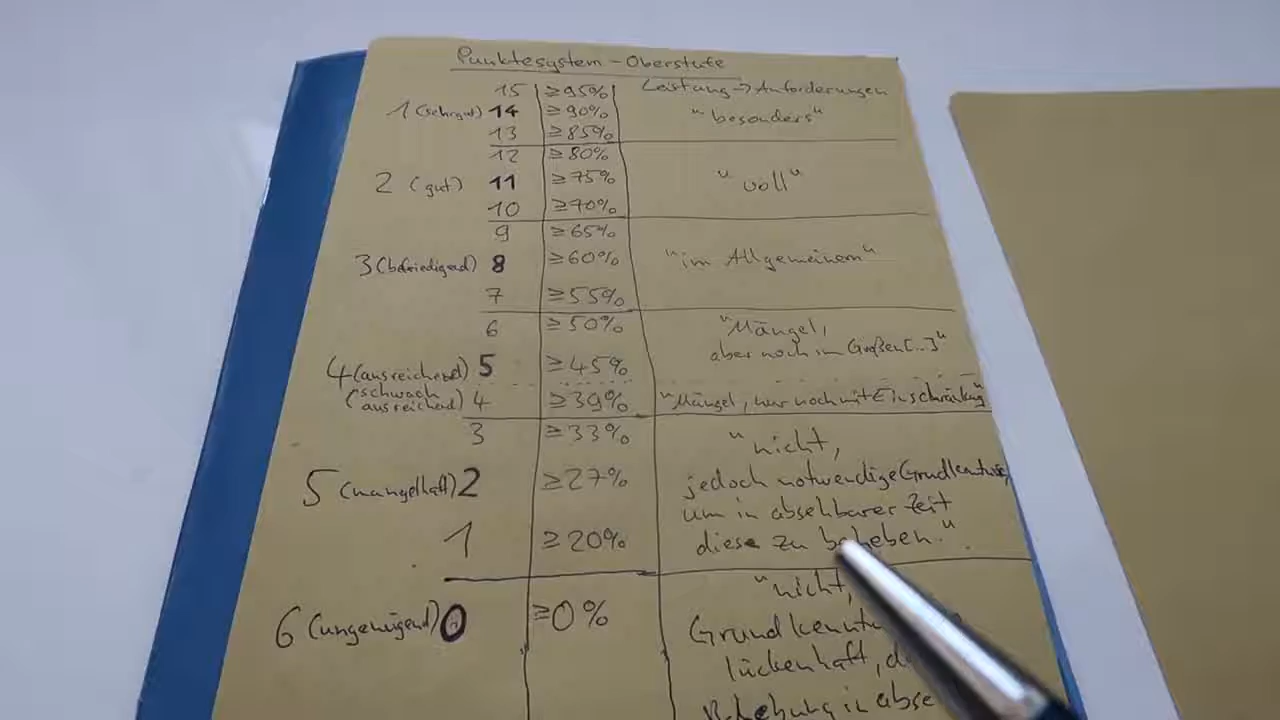 Punktesystem - Oberstufe
15 ≥95% Leistung → Anforderungen
1 (sehr gut) 14 ≥90% "besonders"
13 ≥85%
12 ≥80%
2 (gut) 11 ≥75% "voll"
10 ≥70%
9 ≥65%
3 (befriedigend) 8 ≥60% "im Allgemeinem"
7 ≥55%
6 ≥50% "Mängel,
aber noch im Großen [...]"
4 (ausreichend) 5 ≥45%
(schwach
ausreichend) 4 ≥39% "Mängel, nur noch mit Einschränkung"
3 ≥33% "nicht,
5 (mangelhaft) 2 ≥27% jedoch notwendige Grundkentnise,
um in absehbarer Zeit
1 ≥20% diese zu beheben."
"nicht,
6 (ungenügend) 0 ≥0% Grundkenntn
lückenhaft, d
Behebung in abse